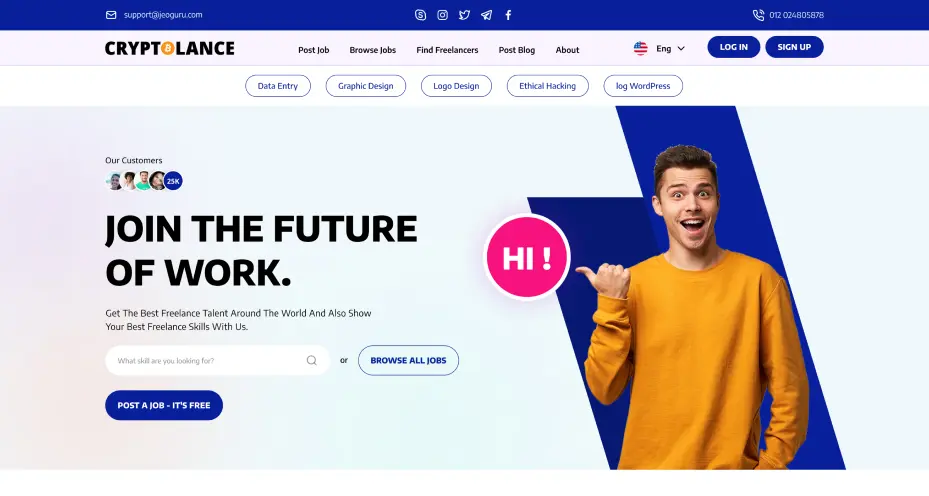 support@jeoguru.com
012 024805878
CRYPTOLANCE
Post Job
Browse Jobs
Find Freelancers
Post Blog
About
Eng
LOG IN
SIGN UP
Data Entry
Graphic Design
Logo Design
Ethical Hacking
log WordPress
Our Customers
25K
JOIN THE FUTURE
OF WORK.
HI !
Get The Best Freelance Talent Around The World And Also Show
Your Best Freelance Skills With Us.
What skill are you looking for?
or
BROWSE ALL JOBS
POST A JOB - IT'S FREE